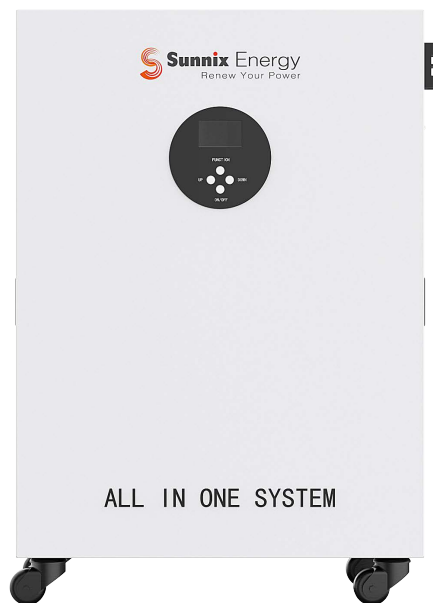 Sunnix Energy
Renew Your Power
FUNCTION
UP DOWN
ON/OFF
ALL IN ONE SYSTEM